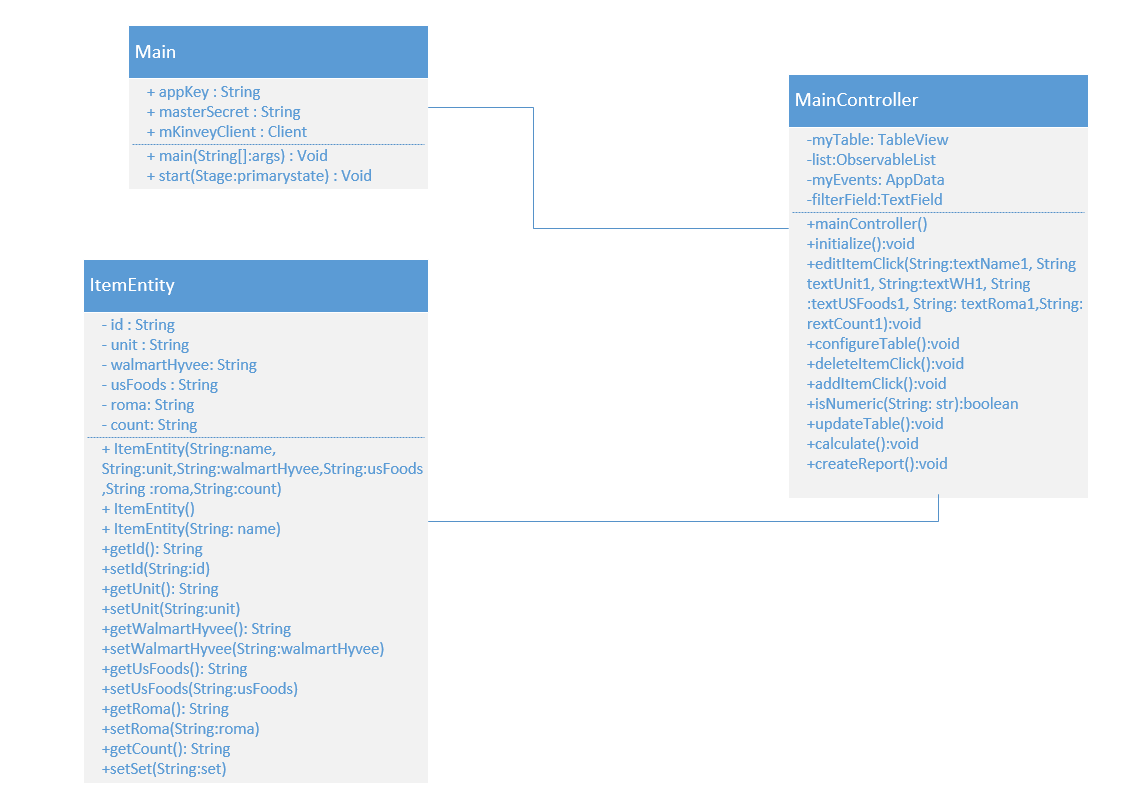 Main
+ appKey : String
+ masterSecret : String
+ mKinveyClient : Client
+ main(String[]:args) : Void
+ start(Stage:primarystate) : Void
MainController
-myTable: TableView
-list:ObservableList
-myEvents: AppData
-filterField:TextField
+mainController()
+initialize():void
+editItemClick(String:textName1, String
textUnit1, String:textWH1, String
:textUSFoods1, String: textRoma1,String:
rextCount1):void
+configureTable():void
+deleteItemClick():void
+addItemClick():void
+isNumeric(String: str):boolean
+updateTable():void
+calculate():void
+createReport():void
ItemEntity
- id : String
- unit : String
- walmartHyvee: String
- usFoods : String
- roma: String
- count: String
+ ItemEntity(String:name,
String:unit,String:walmartHyvee,String:usFoods
,String :roma,String:count)
+ ItemEntity()
+ ItemEntity(String: name)
+getId(): String
+setId(String:id)
+getUnit(): String
+setUnit(String:unit)
+getWalmartHyvee(): String
+setWalmartHyvee(String:walmartHyvee)
+getUsFoods(): String
+setUsFoods(String:usFoods)
+getRoma(): String
+setRoma(String:roma)
+getCount(): String
+setSet(String:set)